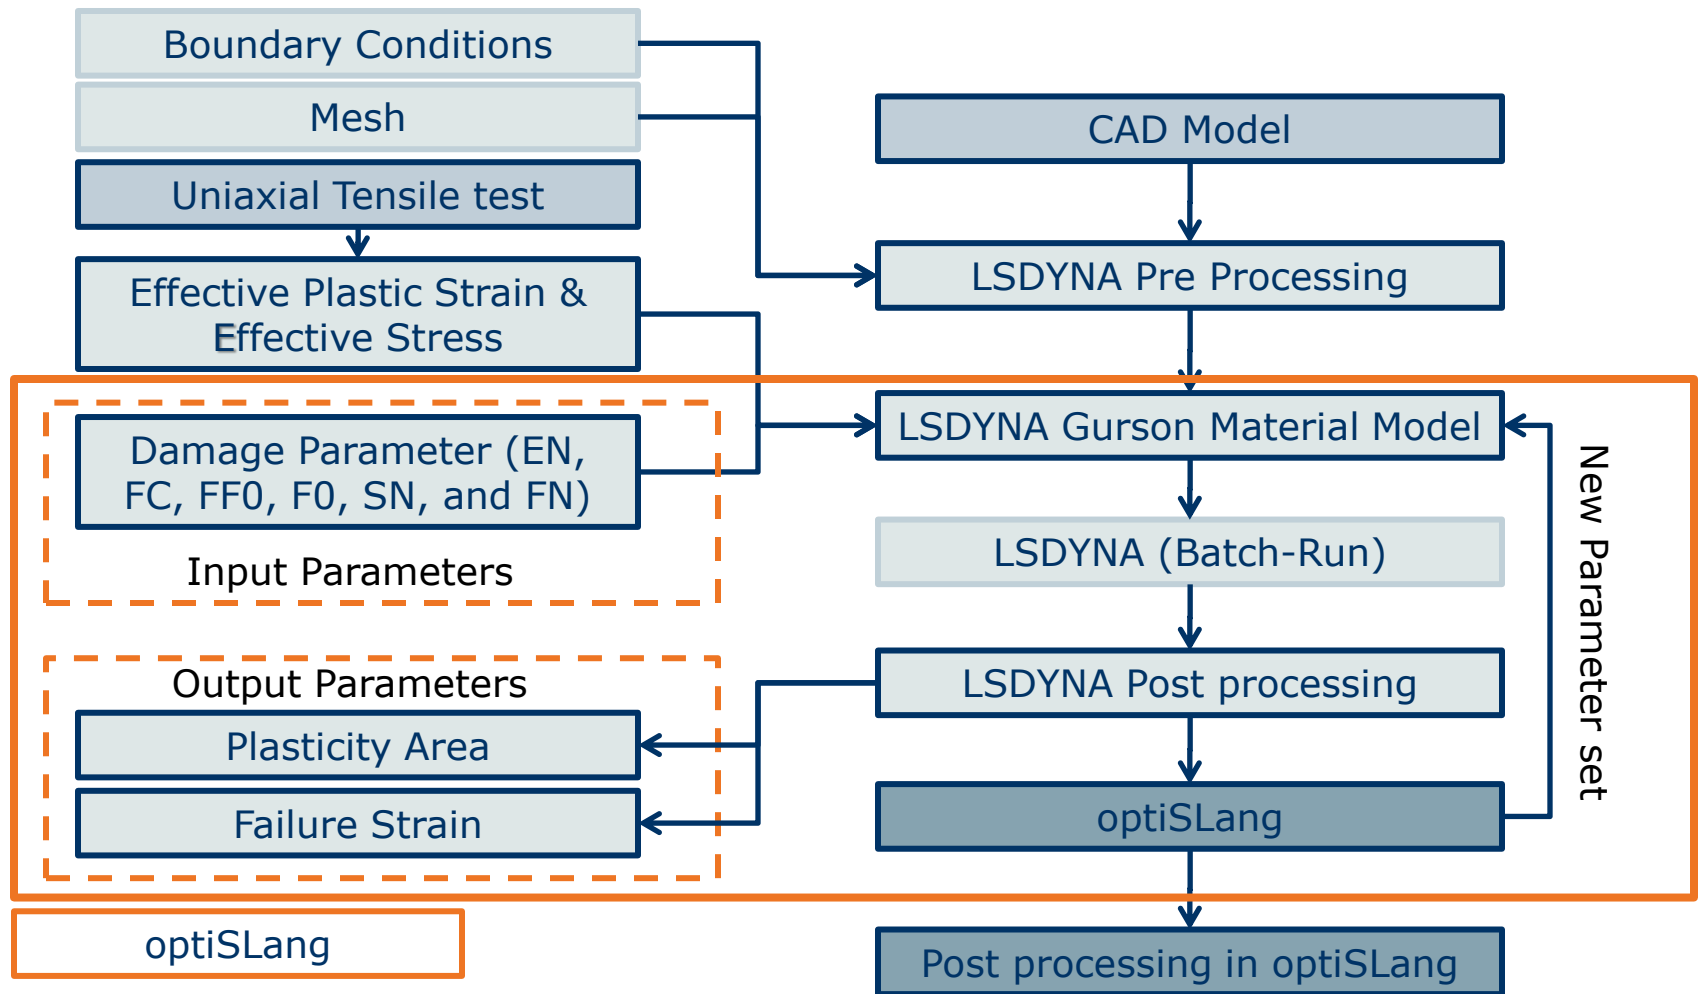 Boundary Conditions
Mesh
Uniaxial Tensile test
Effective Plastic Strain &
Effective Stress
CAD Model
LSDYNA Pre Processing
Damage Parameter (EN,
FC, FF0, F0, SN, and FN)
Input Parameters
LSDYNA Gurson Material Model
LSDYNA (Batch-Run)
LSDYNA Post processing
New Parameter set
Output Parameters
Plasticity Area
Failure Strain
optiSLang
optiSLang
Post processing in optiSLang